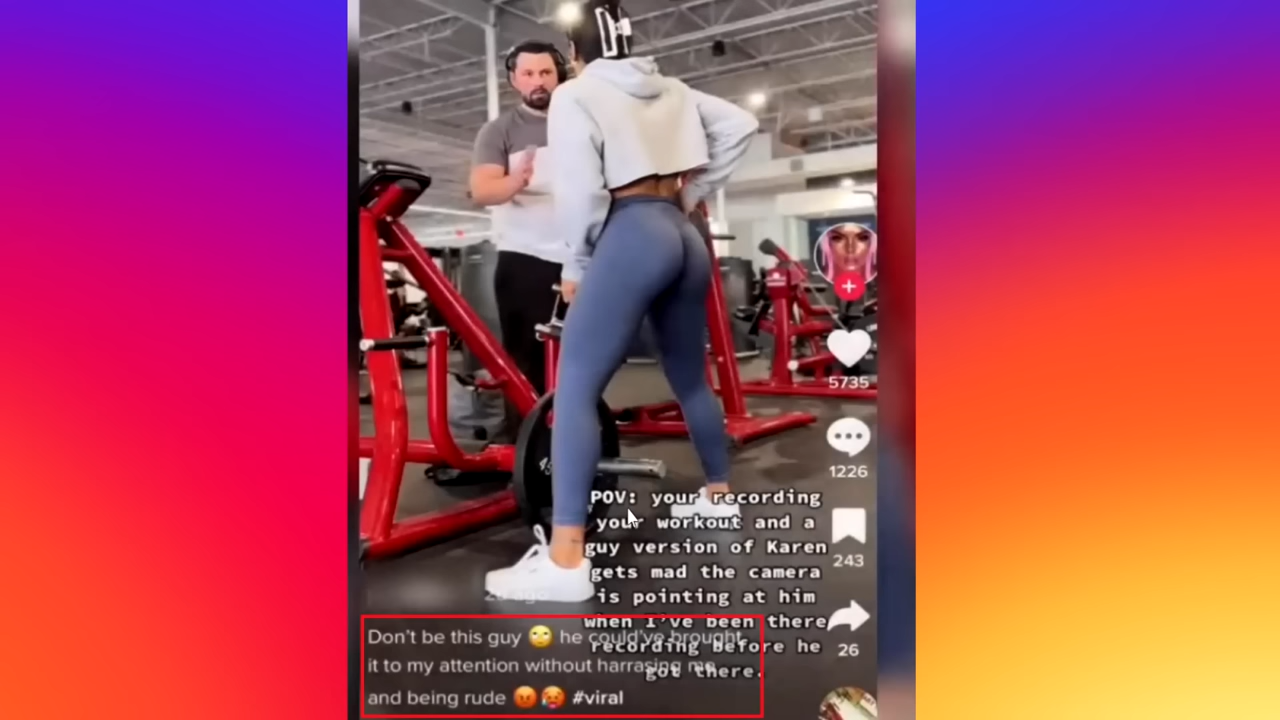 5735
1226
POV: your recording
your workout and a
guy version of Karen
gets mad the camera
is pointing at him
when I've been there
recording before he
got there.
243
26
2h ago
Don't be this guy 🙄 he could've brought
it to my attention without harrasing me
and being rude 😡🥵 #viral